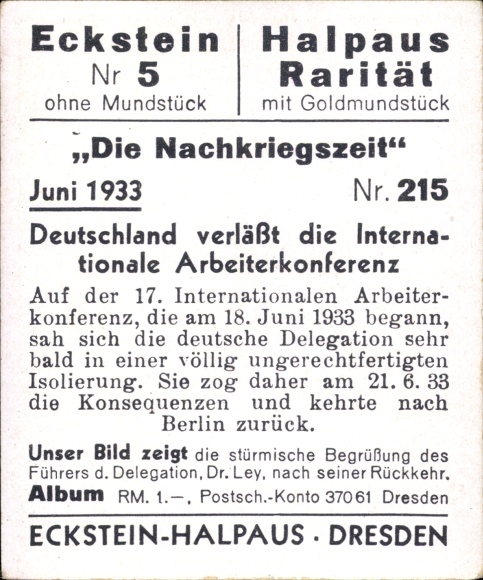 Eckstein
Nr 5
ohne Mundstück
Halpaus
Rarität
mit Goldmundstück
„Die Nachkriegszeit“
Juni 1933 Nr. 215
Deutschland verläßt die Interna-
tionale Arbeiterkonferenz
Auf der 17. Internationalen Arbeiter-
konferenz, die am 18. Juni 1933 begann,
sah sich die deutsche Delegation sehr
bald in einer völlig ungerechtfertigten
Isolierung. Sie zog daher am 21. 6. 33
die Konsequenzen und kehrte nach
Berlin zurück.
Unser Bild zeigt die stürmische Begrüßung des
Führers d. Delegation, Dr. Ley, nach seiner Rückkehr.
Album RM. 1.—, Postsch.-Konto 37061 Dresden
ECKSTEIN-HALPAUS · DRESDEN